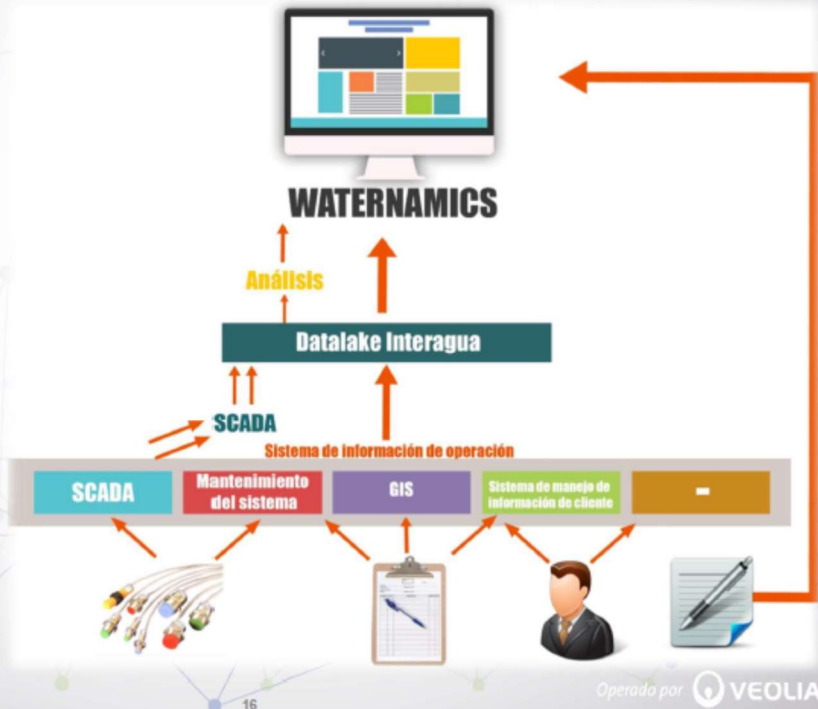 WATERNAMICS
Análisis
Datalake Interagua
SCADA
Sistema de información de operación
SCADA
Mantenimiento
del sistema
GIS
Sistema de manejo de
información de cliente
-
16
Operado por VEOLIA